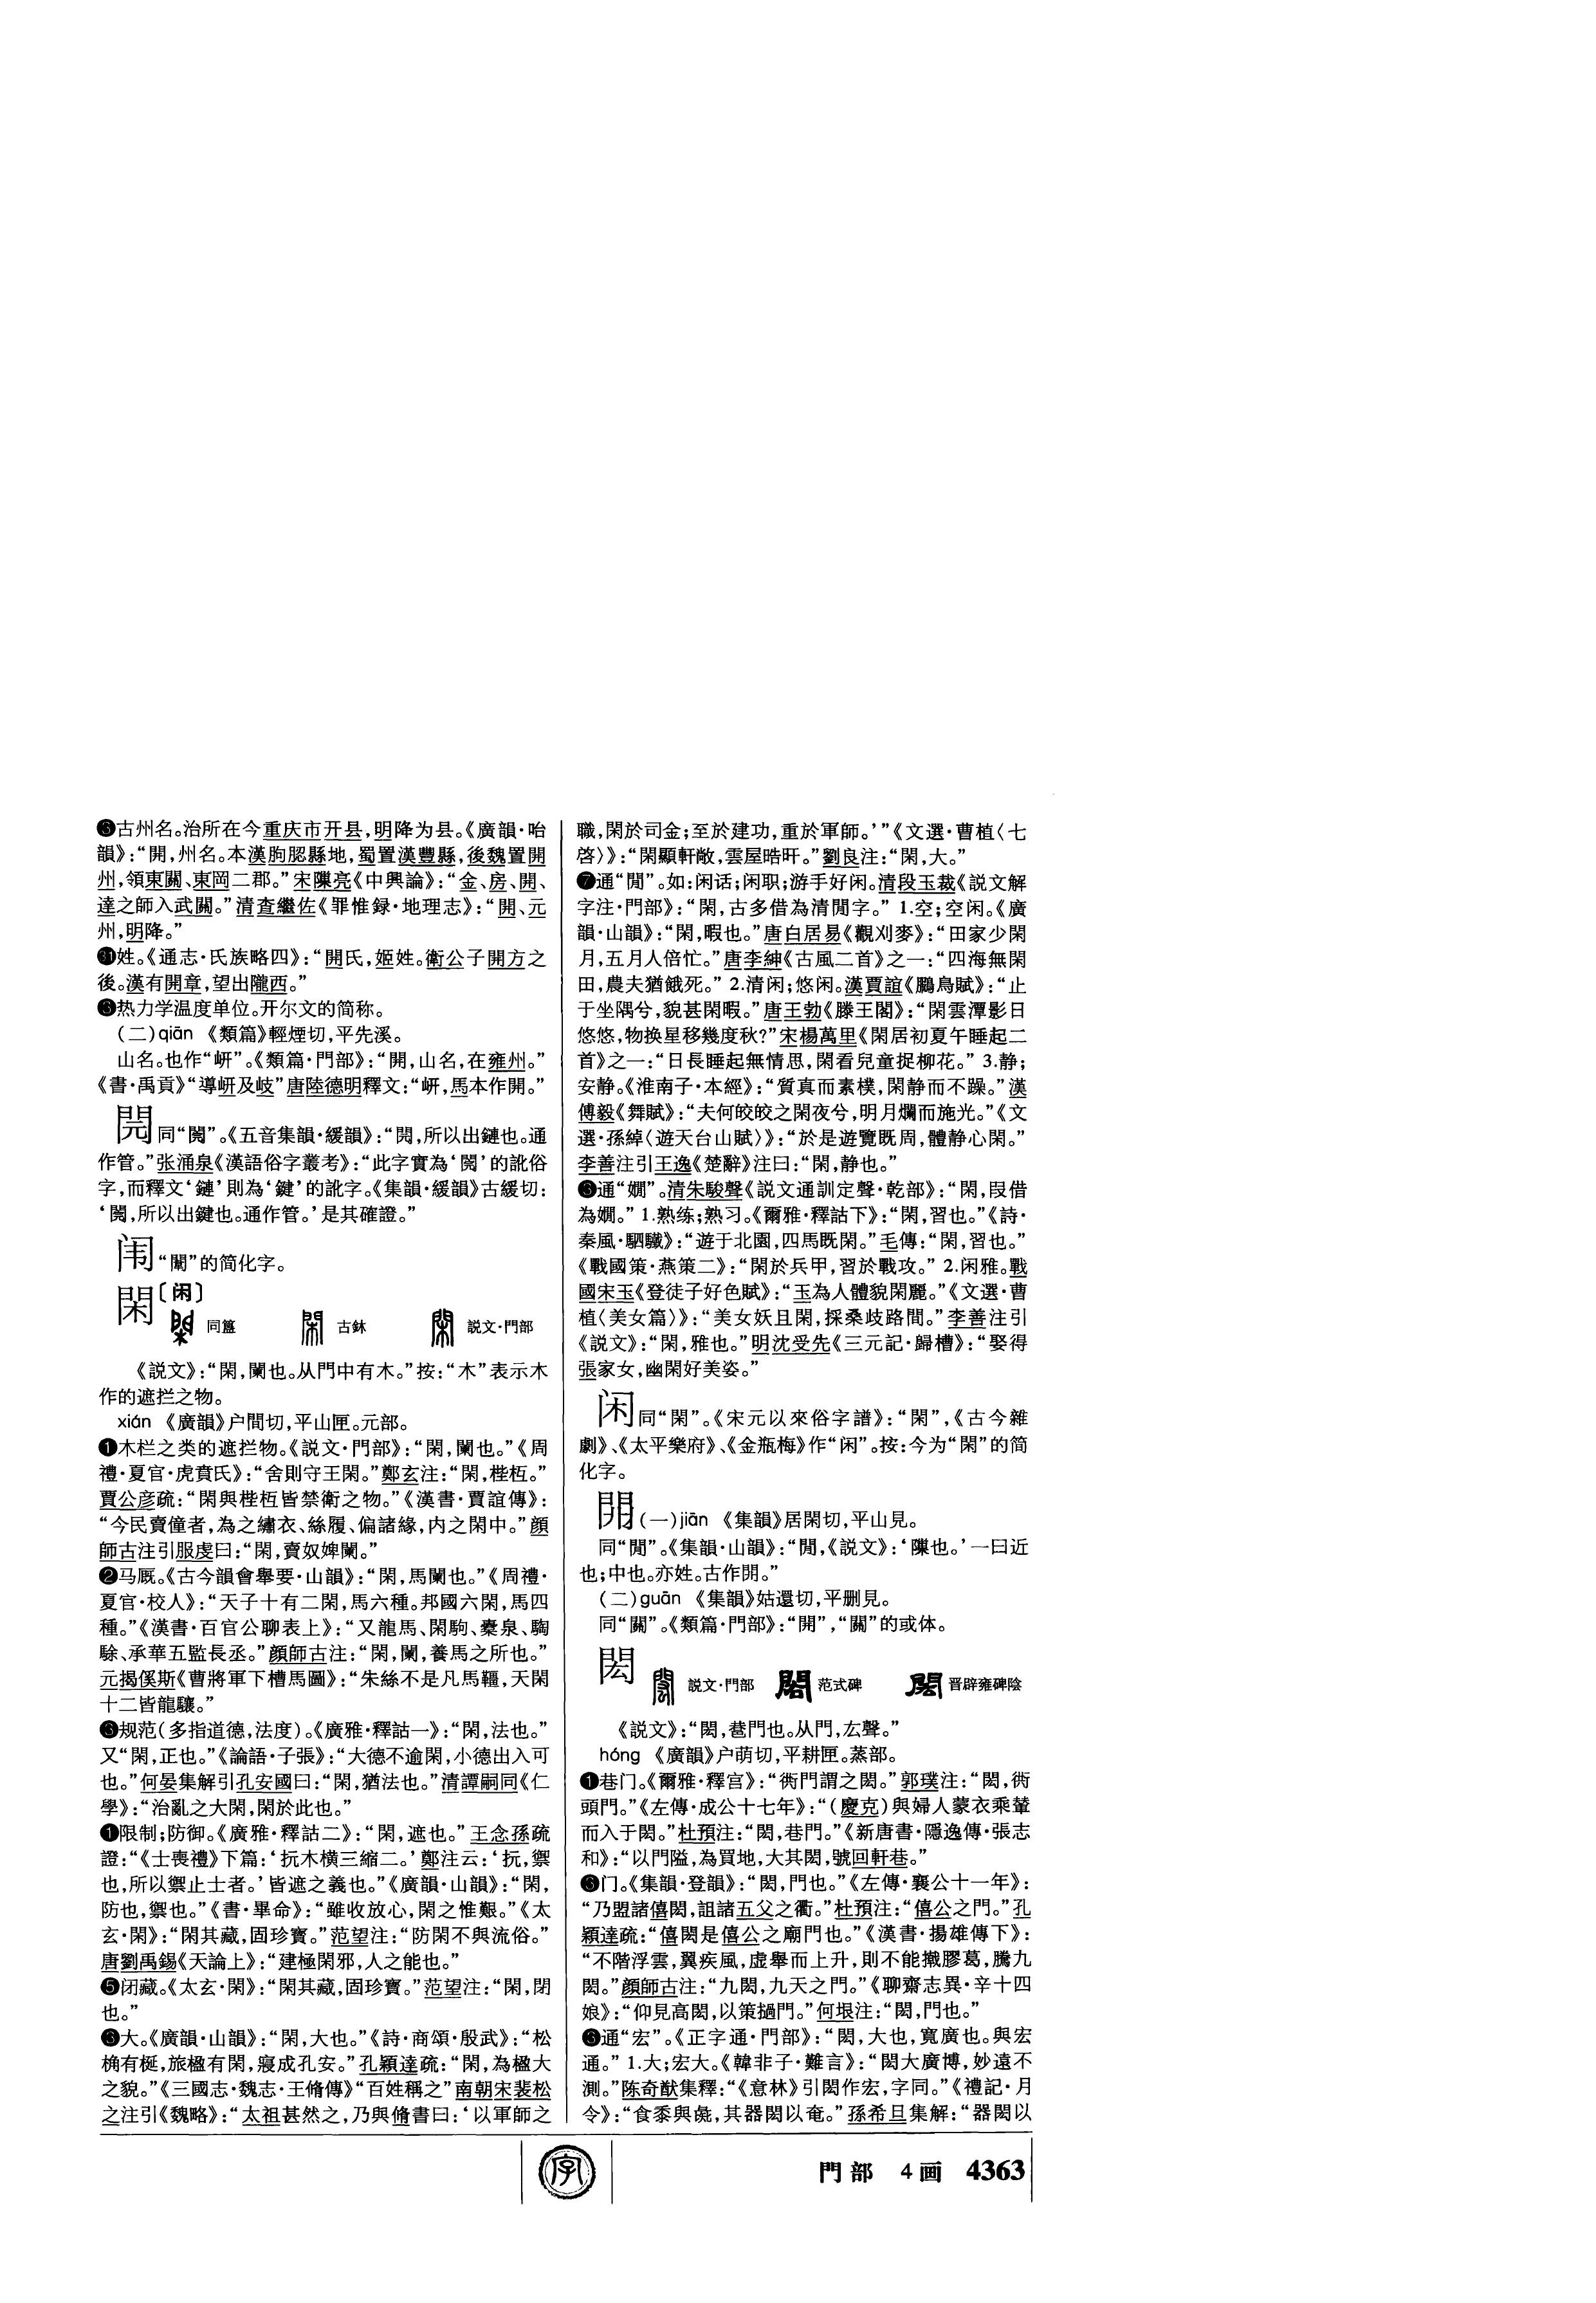 古州名。治所在今重庆市开县,明降为县。《廣韻·咍
韻》:“開,州名。本漢朐䏰縣地,蜀置漢豐縣,後魏置開
州,領東關、東岡二郡。”宋陳亮《中興論》:“金、房、開、
達之師入武關。”清查繼佐《罪惟録·地理志》:“開、元
州,明降。”
㉛姓。《通志·氏族略四》:“開氏,姬姓。衛公子開方之
後。漢有開章,望出隴西。”
热力学温度单位。开尔文的简称。
(二)qiān 《類篇》輕煙切,平先溪。
山名。也作“岍”。《類篇·門部》:“開,山名,在雍州。”
《書·禹貢》“導岍及岐”唐陸德明釋文:“岍,馬本作開。”
同“”。《五音集韻·緩韻》:“,所以出鏈也。通
作管。”张涌泉《漢語俗字叢考》:“此字實為‘’的訛俗
字,而釋文‘鏈’則為‘鍵’的訛字。《集韻·緩韻》古緩切:
‘,所以出鍵也。通作管。’是其確證。”
闱“闈”的简化字。
閑〔闲〕
同簋 古鉨 説文·門部
《説文》:“閑,闌也。从門中有木。”按:“木”表示木
作的遮拦之物。
xián 《廣韻》户間切,平山匣。元部。
❶木栏之类的遮拦物。《説文·門部》:“閑,闌也。”《周
禮·夏官·虎賁氏》:“舍則守王閑。”鄭玄注:“閑,梐枑。”
賈公彦疏:“閑與梐枑皆禁衛之物。”《漢書·賈誼傳》:
“今民賣僮者,為之繡衣、絲履、偏諸緣,内之閑中。”顔
師古注引服虔曰:“閑,賣奴婢闌。”
❷马厩。《古今韻會舉要·山韻》:“閑,馬闌也。”《周禮·
夏官·校人》:“天子十有二閑,馬六種。邦國六閑,馬四
種。”《漢書·百官公卿表上》:“又龍馬、閑駒、橐泉、騊
駼、承華五監長丞。”顔師古注:“閑,闌,養馬之所也。”
元揭傒斯《曹將軍下槽馬圖》:“朱絲不是凡馬韁,天閑
十二皆龍驤。”
❸规范(多指道德,法度)。《廣雅·釋詁一》:“閑,法也。”
又“閑,正也。”《論語·子張》:“大德不逾閑,小德出入可
也。”何晏集解引孔安國曰:“閑,猶法也。”清譚嗣同《仁
學》:“治亂之大閑,閑於此也。”
限制;防御。《廣雅·釋詁二》:“閑,遮也。”王念孫疏
證:“《士喪禮》下篇:‘抗木横三縮二。’鄭注云:‘抗,禦
也,所以禦止士者。’皆遮之義也。”《廣韻·山韻》:“閑,
防也,禦也。”《書·畢命》:“雖收放心,閑之惟艱。”《太
玄·閑》:“閑其藏,固珍寶。”范望注:“防閑不與流俗。”
唐劉禹錫《天論上》:“建極閑邪,人之能也。”
❺闭藏。《太玄·閑》:“閑其藏,固珍寶。”范望注:“閑,閉
也。”
大。《廣韻·山韻》:“閑,大也。”《詩·商頌·殷武》:“松
桷有梴,旅楹有閑,寢成孔安。”孔穎達疏:“閑,為楹大
之貌。”《三國志·魏志·王脩傳》“百姓稱之”南朝宋裴松
之注引《魏略》:“太祖甚然之,乃與脩書曰:‘以軍師之
職,閑於司金;至於建功,重於軍師。’”《文選·曹植〈七
啓〉》:“閑顯軒敞,雲屋晧旰。”劉良注:“閑,大。”
❼通“閒”。如:闲话;闲职;游手好闲。清段玉裁《説文解
字注·門部》:“閑,古多借為清閒字。” 1.空;空闲。《廣
韻·山韻》:“閑,暇也。”唐白居易《觀刈麥》:“田家少閑
月,五月人倍忙。”唐李紳《古風二首》之一:“四海無閑
田,農夫猶餓死。” 2.清闲;悠闲。漢賈誼《鵩鳥賦》:“止
于坐隅兮,貌甚閑暇。”唐王勃《滕王閣》:“閑雲潭影日
悠悠,物换星移幾度秋?”宋楊萬里《閑居初夏午睡起二
首》之一:“日長睡起無情思,閑看兒童捉柳花。” 3.静;
安静。《淮南子·本經》:“質真而素樸,閑静而不躁。”漢
傅毅《舞賦》:“夫何皎皎之閑夜兮,明月爛而施光。”《文
選·孫綽〈遊天台山賦〉》:“於是遊覽既周,體静心閑。”
李善注引王逸《楚辭》注曰:“閑,静也。”
通“嫺”。清朱駿聲《説文通訓定聲·乾部》:“閑,叚借
為嫺。” 1.熟练;熟习。《爾雅·釋詁下》:“閑,習也。”《詩·
秦風·駟驖》:“遊于北園,四馬既閑。”毛傳:“閑,習也。”
《戰國策·燕策二》:“閑於兵甲,習於戰攻。” 2.闲雅。戰
國宋玉《登徒子好色賦》:“玉為人體貌閑麗。”《文選·曹
植〈美女篇〉》:“美女妖且閑,採桑歧路間。”李善注引
《説文》:“閑,雅也。”明沈受先《三元記·歸槽》:“娶得
張家女,幽閑好美姿。”
闲同“閑”。《宋元以來俗字譜》:“閑”,《古今雜
劇》、《太平樂府》、《金瓶梅》作“闲”。按:今为“閑”的简
化字。
(一)jiān 《集韻》居閑切,平山見。
同“閒”。《集韻·山韻》:“閒,《説文》:‘隙也。’一曰近
也;中也。亦姓。古作。”
(二)guān 《集韻》姑還切,平删見。
同“關”。《類篇·門部》:“”,“關”的或体。
閎
説文·門部 范式碑 晋辟雍碑陰
《説文》:“閎,巷門也。从門,厷聲。”
hóng 《廣韻》户萌切,平耕匣。蒸部。
❶巷门。《爾雅·釋宫》:“衖門謂之閎。”郭璞注:“閎,衖
頭門。”《左傳·成公十七年》:“(慶克)與婦人蒙衣乘輦
而入于閎。”杜預注:“閎,巷門。”《新唐書·隱逸傳·張志
和》:“以門隘,為買地,大其閎,號回軒巷。”
门。《集韻·登韻》:“閎,門也。”《左傳·襄公十一年》:
“乃盟諸僖閎,詛諸五父之衢。”杜預注:“僖公之門。”孔
穎達疏:“僖閎是僖公之廟門也。”《漢書·揚雄傳下》:
“不階浮雲,翼疾風,虚舉而上升,則不能撠膠葛,騰九
閎。”顔師古注:“九閎,九天之門。”《聊齋志異·辛十四
娘》:“仰見高閎,以策撾門。”何垠注:“閎,門也。”
❸通“宏”。《正字通·門部》:“閎,大也,寬廣也。與宏
通。” 1.大;宏大。《韓非子·難言》:“閎大廣博,妙遠不
測。”陈奇猷集釋:“《意林》引閎作宏,字同。”《禮記·月
令》:“食黍與彘,其器閎以奄。”孫希旦集解:“器閎以
字
門部 4画 4363